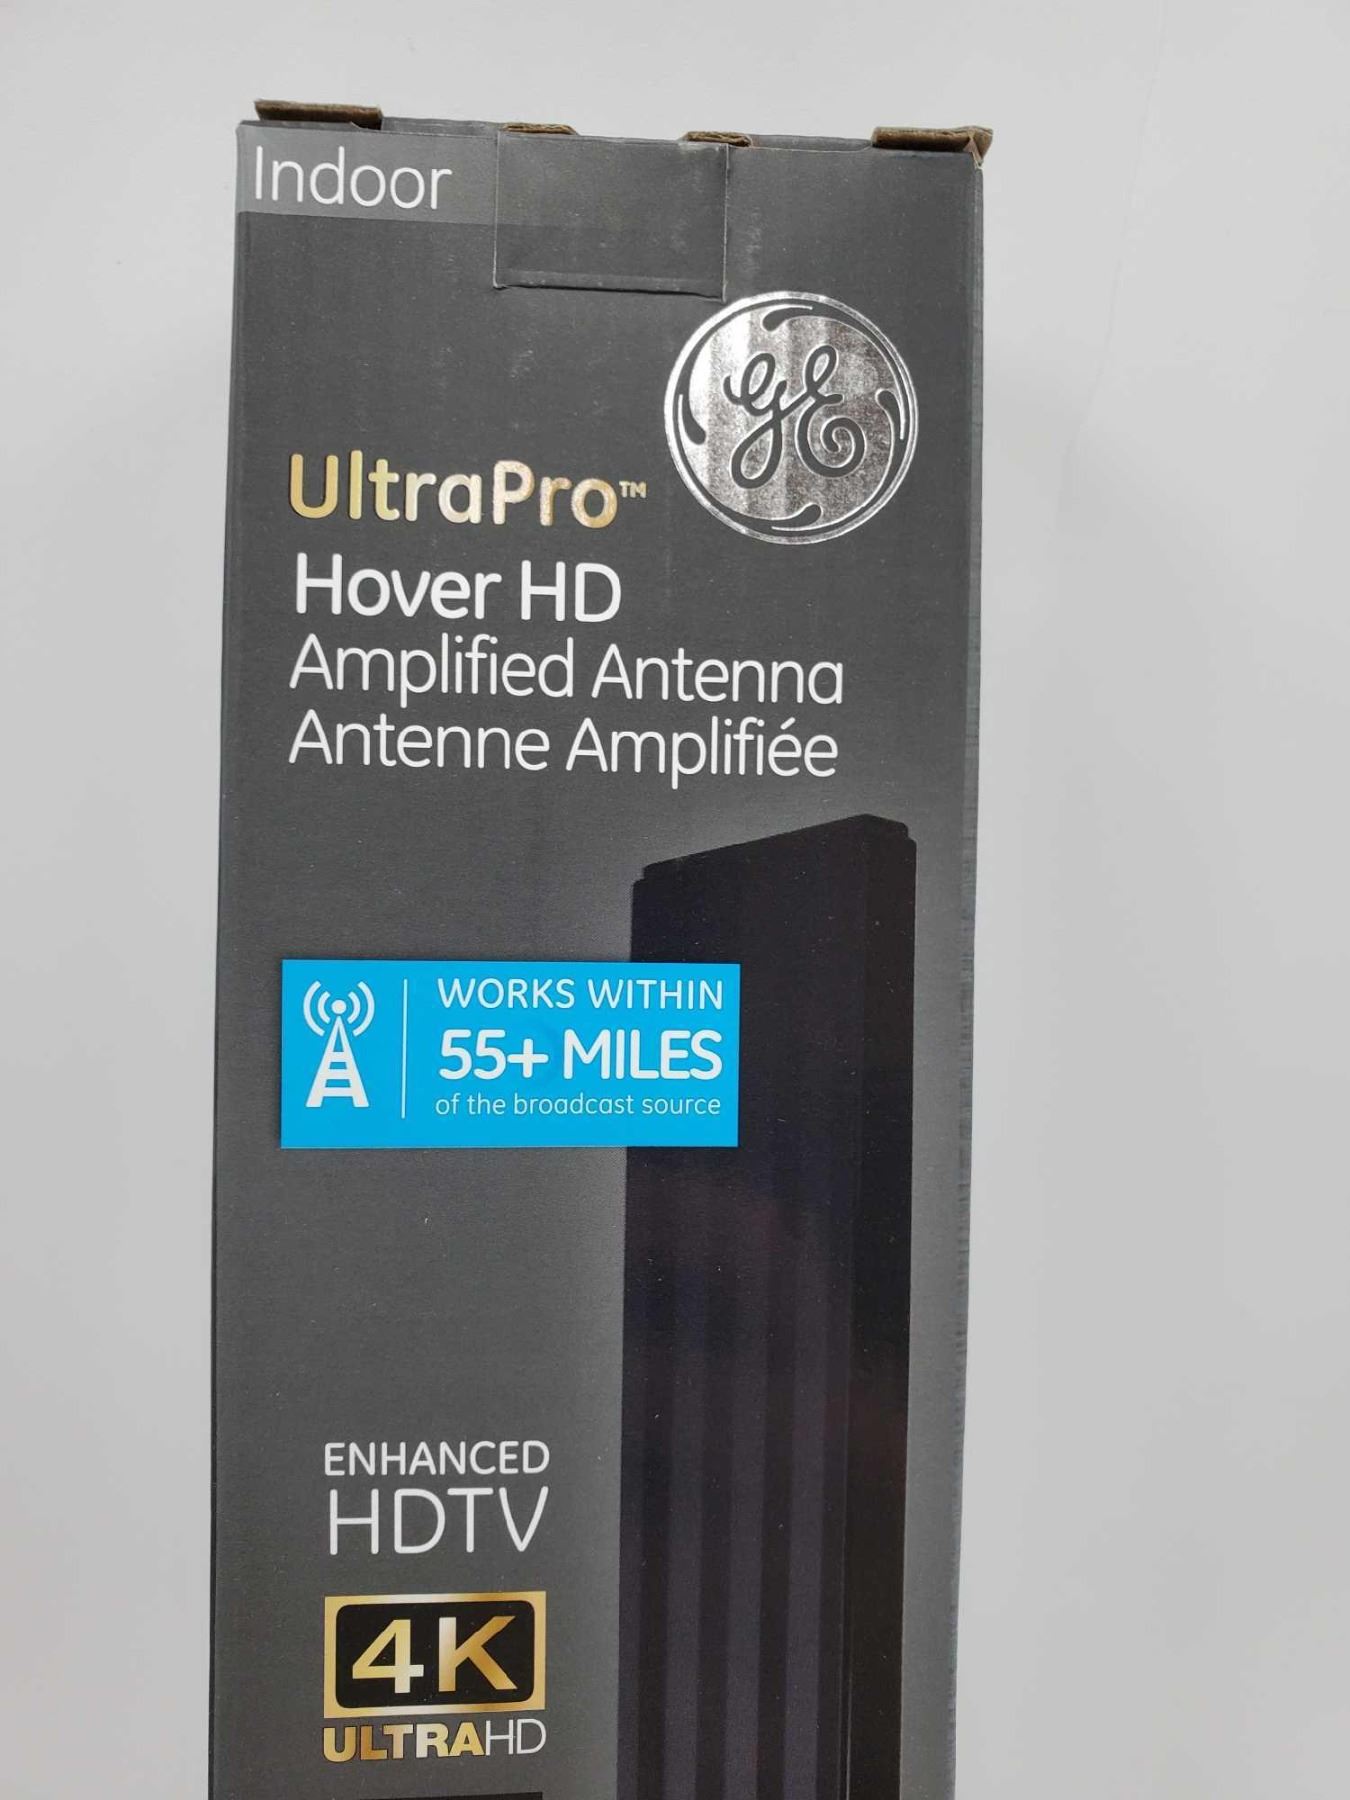 Indoor
GE
UltraPro™
Hover HD
Amplified Antenna
Antenne Amplifiée
WORKS WITHIN
55+ MILES
of the broadcast source
ENHANCED
HDTV
4K
ULTRAHD